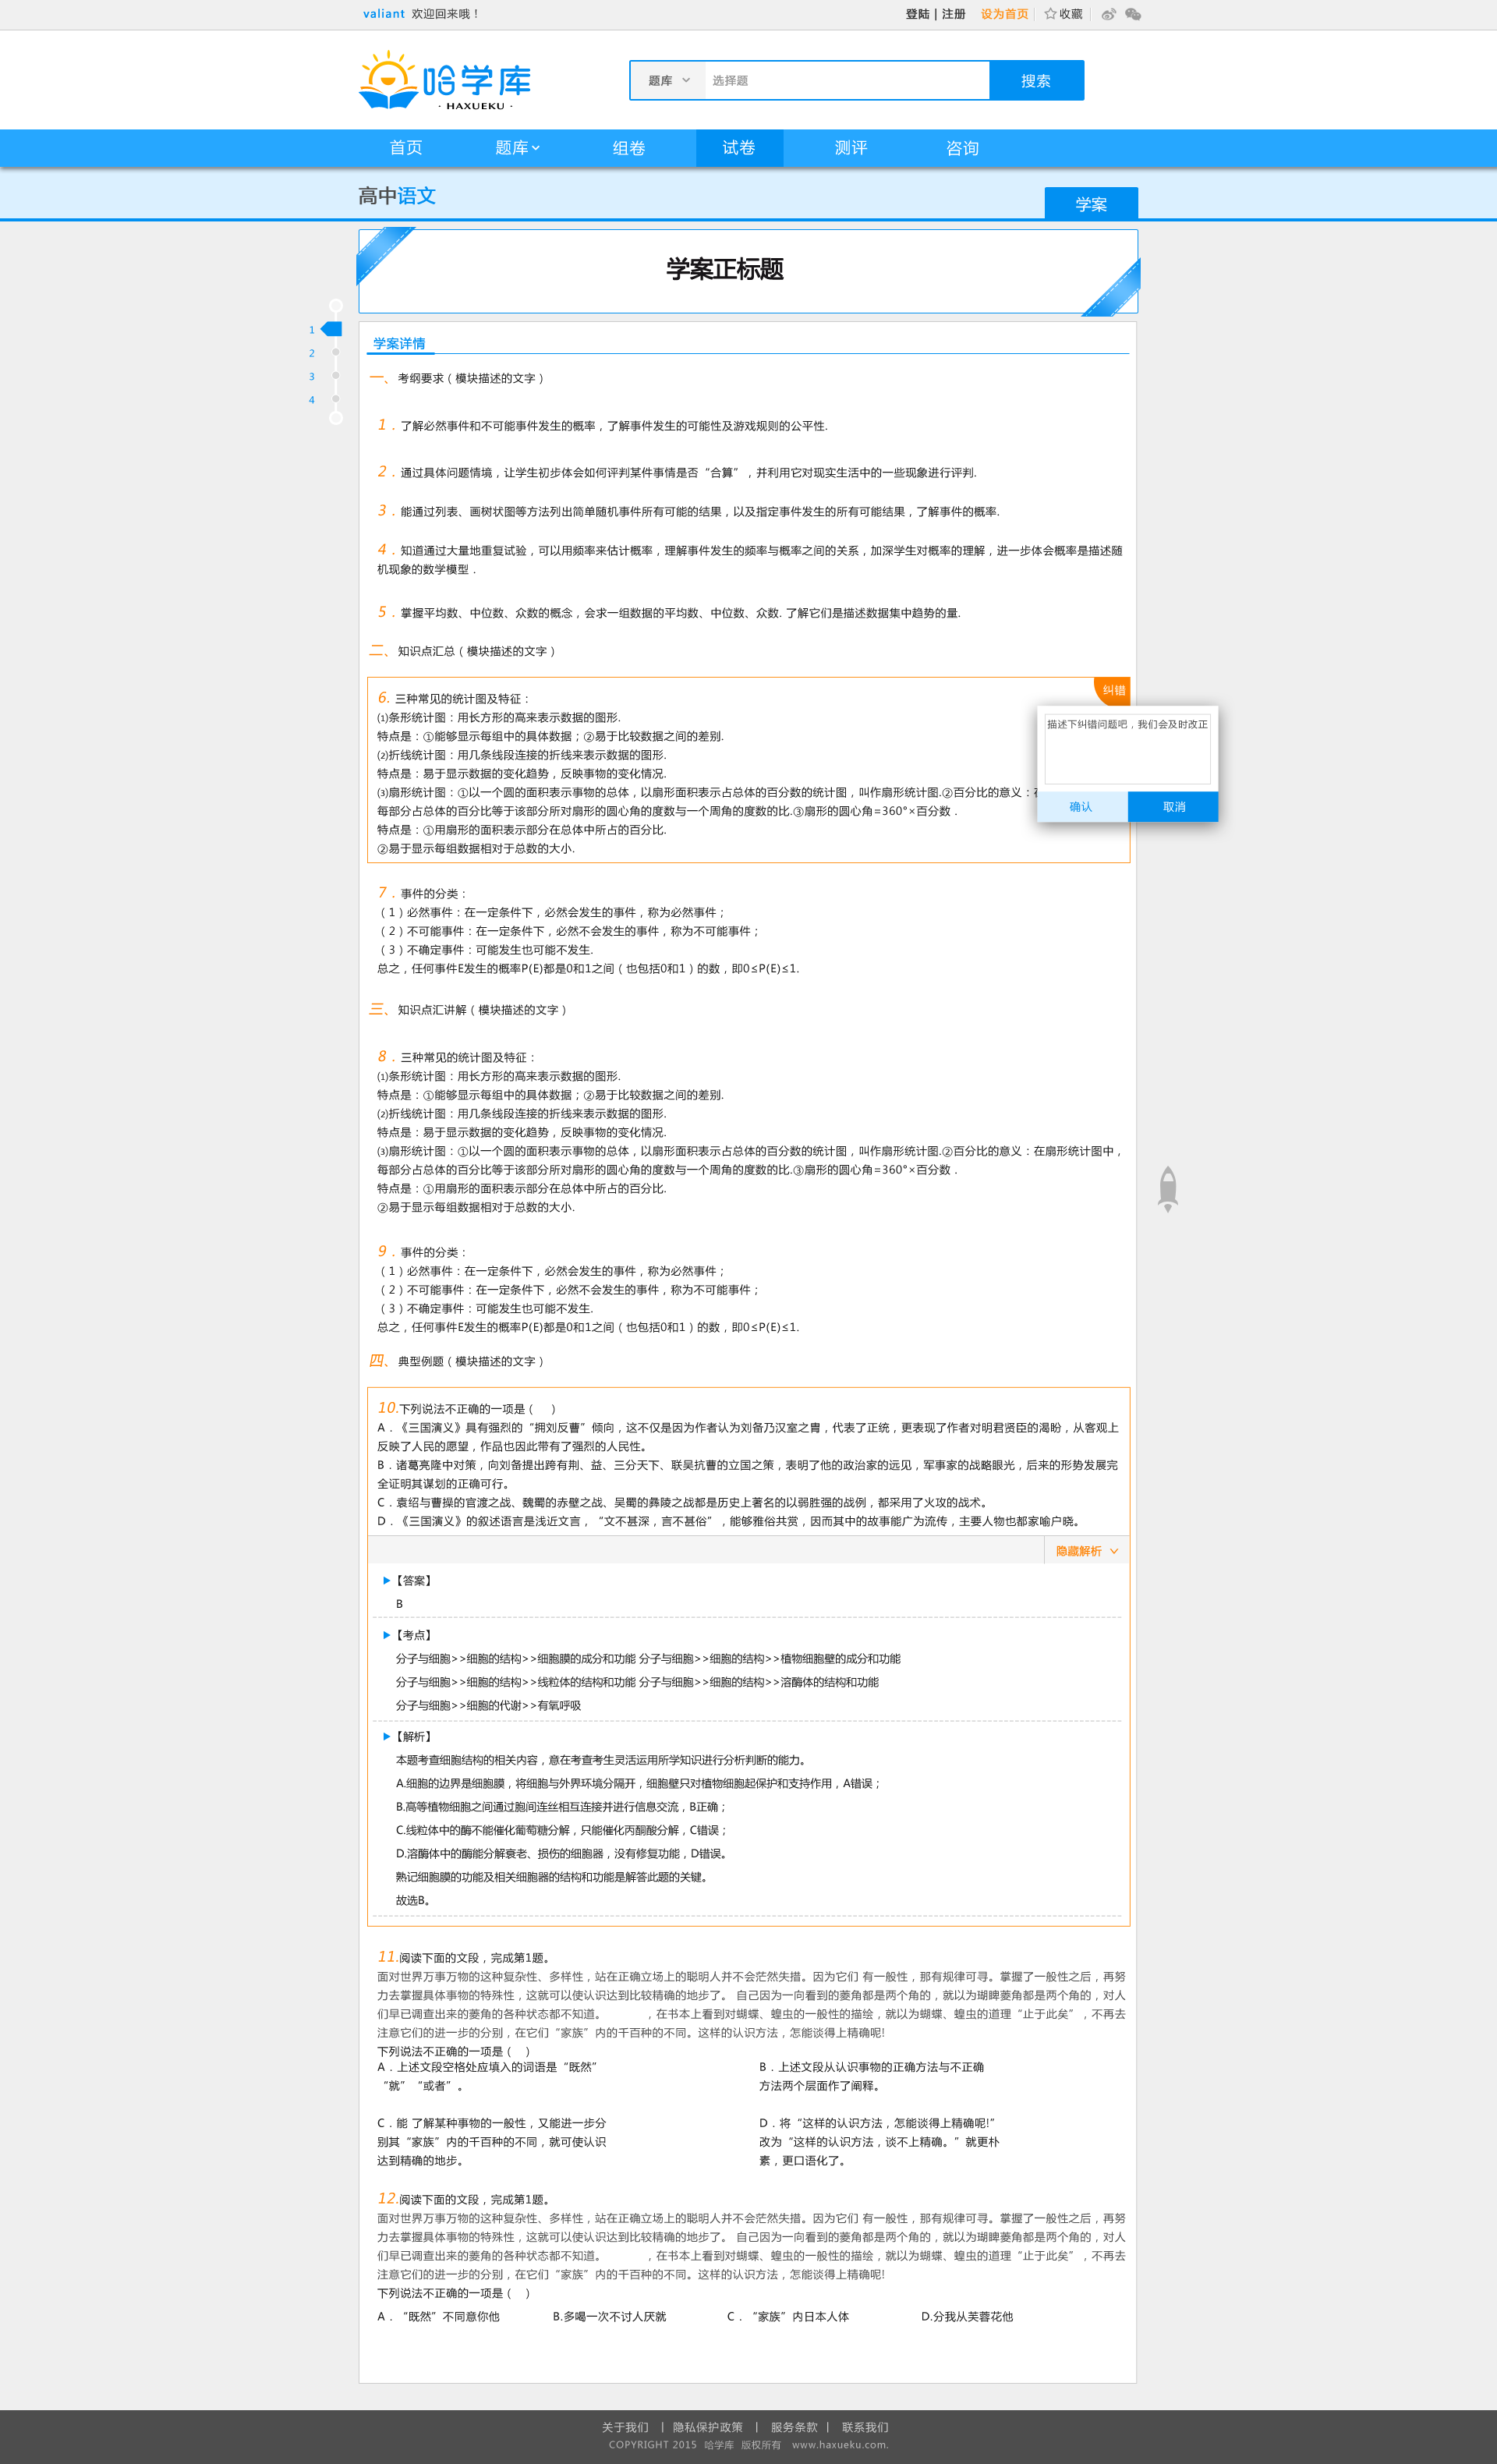 valiant 欢迎回来哦！
登陆 | 注册 设为首页 收藏
哈学库
· HAXUEKU ·
题库 选择题 搜索
首页 题库 组卷 试卷 测评 咨询
高中语文
学案
学案正标题
1
2
3
4
学案详情
一、考纲要求（模块描述的文字）
1．了解必然事件和不可能事件发生的概率，了解事件发生的可能性及游戏规则的公平性.
2．通过具体问题情境，让学生初步体会如何评判某件事情是否“合算”，并利用它对现实生活中的一些现象进行评判.
3．能通过列表、画树状图等方法列出简单随机事件所有可能的结果，以及指定事件发生的所有可能结果，了解事件的概率.
4．知道通过大量地重复试验，可以用频率来估计概率，理解事件发生的频率与概率之间的关系，加深学生对概率的理解，进一步体会概率是描述随
机现象的数学模型．
5．掌握平均数、中位数、众数的概念，会求一组数据的平均数、中位数、众数. 了解它们是描述数据集中趋势的量.
二、知识点汇总（模块描述的文字）
纠错
6. 三种常见的统计图及特征：
⑴条形统计图：用长方形的高来表示数据的图形.
特点是：①能够显示每组中的具体数据；②易于比较数据之间的差别.
⑵折线统计图：用几条线段连接的折线来表示数据的图形.
特点是：易于显示数据的变化趋势，反映事物的变化情况.
⑶扇形统计图：①以一个圆的面积表示事物的总体，以扇形面积表示占总体的百分数的统计图，叫作扇形统计图.②百分比的意义：在
每部分占总体的百分比等于该部分所对扇形的圆心角的度数与一个周角的度数的比.③扇形的圆心角=360°×百分数．
特点是：①用扇形的面积表示部分在总体中所占的百分比.
②易于显示每组数据相对于总数的大小.
描述下纠错问题吧，我们会及时改正
确认 取消
7．事件的分类：
（1）必然事件：在一定条件下，必然会发生的事件，称为必然事件；
（2）不可能事件：在一定条件下，必然不会发生的事件，称为不可能事件；
（3）不确定事件：可能发生也可能不发生.
总之，任何事件E发生的概率P(E)都是0和1之间（也包括0和1）的数，即0≤P(E)≤1.
三、知识点汇讲解（模块描述的文字）
8．三种常见的统计图及特征：
⑴条形统计图：用长方形的高来表示数据的图形.
特点是：①能够显示每组中的具体数据；②易于比较数据之间的差别.
⑵折线统计图：用几条线段连接的折线来表示数据的图形.
特点是：易于显示数据的变化趋势，反映事物的变化情况.
⑶扇形统计图：①以一个圆的面积表示事物的总体，以扇形面积表示占总体的百分数的统计图，叫作扇形统计图.②百分比的意义：在扇形统计图中，
每部分占总体的百分比等于该部分所对扇形的圆心角的度数与一个周角的度数的比.③扇形的圆心角=360°×百分数．
特点是：①用扇形的面积表示部分在总体中所占的百分比.
②易于显示每组数据相对于总数的大小.
9．事件的分类：
（1）必然事件：在一定条件下，必然会发生的事件，称为必然事件；
（2）不可能事件：在一定条件下，必然不会发生的事件，称为不可能事件；
（3）不确定事件：可能发生也可能不发生.
总之，任何事件E发生的概率P(E)都是0和1之间（也包括0和1）的数，即0≤P(E)≤1.
四、典型例题（模块描述的文字）
10.下列说法不正确的一项是（ ）
A．《三国演义》具有强烈的“拥刘反曹”倾向，这不仅是因为作者认为刘备乃汉室之胄，代表了正统，更表现了作者对明君贤臣的渴盼，从客观上
反映了人民的愿望，作品也因此带有了强烈的人民性。
B．诸葛亮隆中对策，向刘备提出跨有荆、益、三分天下、联吴抗曹的立国之策，表明了他的政治家的远见，军事家的战略眼光，后来的形势发展完
全证明其谋划的正确可行。
C．袁绍与曹操的官渡之战、魏蜀的赤壁之战、吴蜀的彝陵之战都是历史上著名的以弱胜强的战例，都采用了火攻的战术。
D．《三国演义》的叙述语言是浅近文言，“文不甚深，言不甚俗”，能够雅俗共赏，因而其中的故事能广为流传，主要人物也都家喻户晓。
隐藏解析
【答案】
B
【考点】
分子与细胞>>细胞的结构>>细胞膜的成分和功能 分子与细胞>>细胞的结构>>植物细胞壁的成分和功能
分子与细胞>>细胞的结构>>线粒体的结构和功能 分子与细胞>>细胞的结构>>溶酶体的结构和功能
分子与细胞>>细胞的代谢>>有氧呼吸
【解析】
本题考查细胞结构的相关内容，意在考查考生灵活运用所学知识进行分析判断的能力。
A.细胞的边界是细胞膜，将细胞与外界环境分隔开，细胞壁只对植物细胞起保护和支持作用，A错误；
B.高等植物细胞之间通过胞间连丝相互连接并进行信息交流，B正确；
C.线粒体中的酶不能催化葡萄糖分解，只能催化丙酮酸分解，C错误；
D.溶酶体中的酶能分解衰老、损伤的细胞器，没有修复功能，D错误。
熟记细胞膜的功能及相关细胞器的结构和功能是解答此题的关键。
故选B。
11.阅读下面的文段，完成第1题。
面对世界万事万物的这种复杂性、多样性，站在正确立场上的聪明人并不会茫然失措。因为它们 有一般性，那有规律可寻。掌握了一般性之后，再努
力去掌握具体事物的特殊性，这就可以使认识达到比较精确的地步了。 自己因为一向看到的菱角都是两个角的，就以为瑚睥菱角都是两个角的，对人
们早已调查出来的菱角的各种状态都不知道。 ，在书本上看到对蝴蝶、蝗虫的一般性的描绘，就以为蝴蝶、蝗虫的道理“止于此矣”，不再去
注意它们的进一步的分别，在它们“家族”内的千百种的不同。这样的认识方法，怎能谈得上精确呢!
下列说法不正确的一项是（ ）
A．上述文段空格处应填入的词语是“既然” B．上述文段从认识事物的正确方法与不正确
“就” “或者”。 方法两个层面作了阐释。
C．能 了解某种事物的一般性，又能进一步分 D．将“这样的认识方法，怎能谈得上精确呢!”
别其“家族”内的千百种的不同，就可使认识 改为“这样的认识方法，谈不上精确。”就更朴
达到精确的地步。 素，更口语化了。
12.阅读下面的文段，完成第1题。
面对世界万事万物的这种复杂性、多样性，站在正确立场上的聪明人并不会茫然失措。因为它们 有一般性，那有规律可寻。掌握了一般性之后，再努
力去掌握具体事物的特殊性，这就可以使认识达到比较精确的地步了。 自己因为一向看到的菱角都是两个角的，就以为瑚睥菱角都是两个角的，对人
们早已调查出来的菱角的各种状态都不知道。 ，在书本上看到对蝴蝶、蝗虫的一般性的描绘，就以为蝴蝶、蝗虫的道理“止于此矣”，不再去
注意它们的进一步的分别，在它们“家族”内的千百种的不同。这样的认识方法，怎能谈得上精确呢!
下列说法不正确的一项是（ ）
A．“既然”不同意你他 B.多喝一次不讨人厌就 C．“家族”内日本人体 D.分我从芙蓉花他
关于我们 | 隐私保护政策 | 服务条款 | 联系我们
COPYRIGHT 2015 哈学库 版权所有 www.haxueku.com.